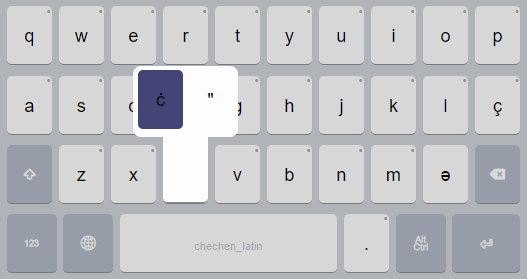 q w e r t y u i o p
ċ "
a s g h j k l ç
z x v b n m ə
123 chechen_latin . Alt
Ctrl